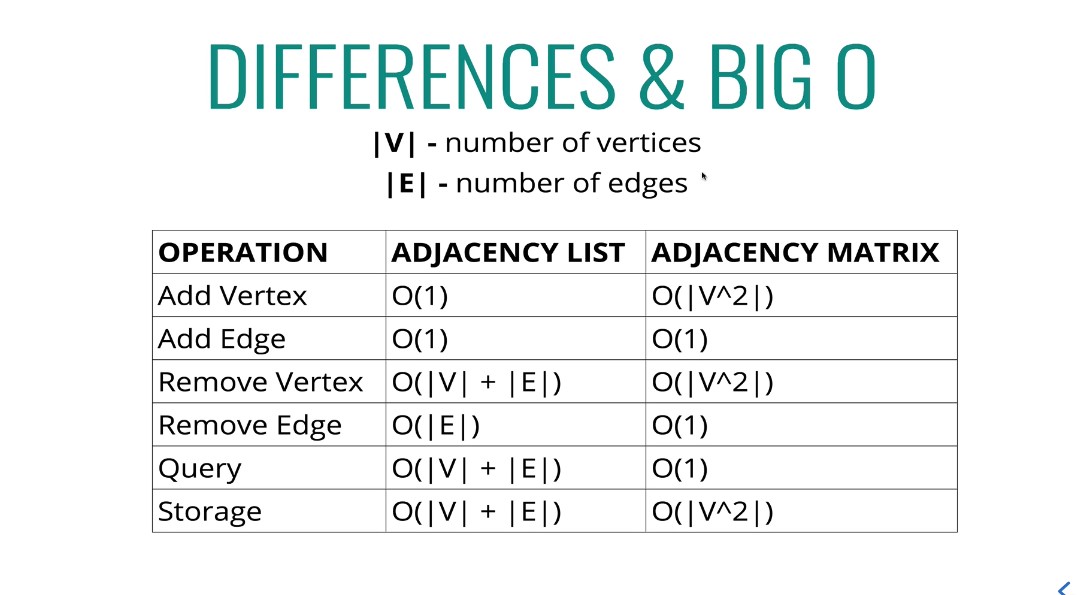 DIFFERENCES & BIG O
|V| - number of vertices
|E| - number of edges
OPERATION ADJACENCY LIST ADJACENCY MATRIX
Add Vertex O(1) O(|V^2|)
Add Edge O(1) O(1)
Remove Vertex O(|V| + |E|) O(|V^2|)
Remove Edge O(|E|) O(1)
Query O(|V| + |E|) O(1)
Storage O(|V| + |E|) O(|V^2|)